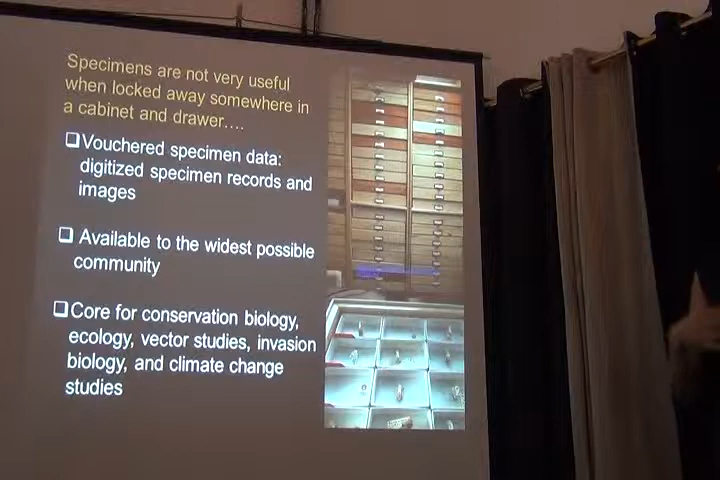 Specimens are not very useful
when locked away somewhere in
a cabinet and drawer....
❑Vouchered specimen data:
digitized specimen records and
images
❑ Available to the widest possible
community
❑Core for conservation biology,
ecology, vector studies, invasion
biology, and climate change
studies